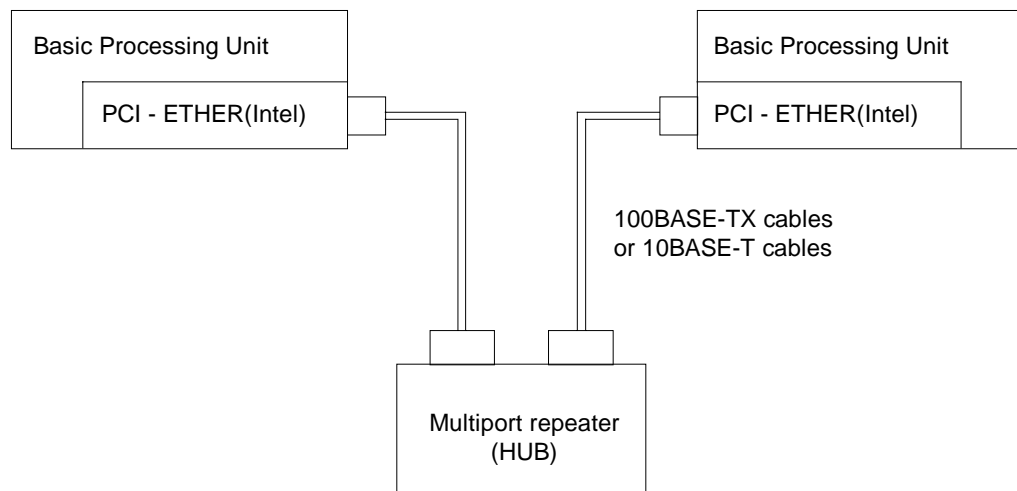 Basic Processing Unit
PCI - ETHER(Intel)
Basic Processing Unit
PCI - ETHER(Intel)
100BASE-TX cables
or 10BASE-T cables
Multiport repeater
(HUB)